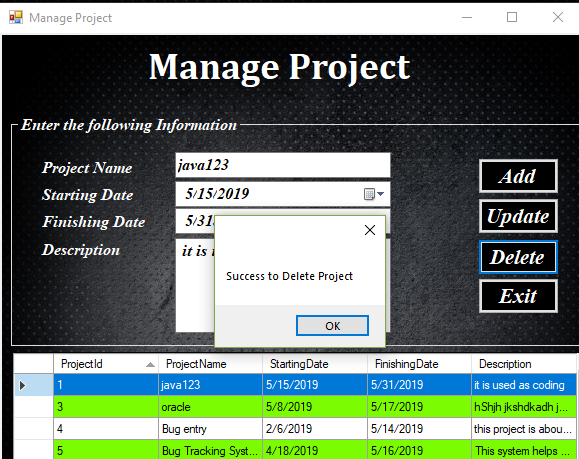 Manage Project
Manage Project
Enter the following Information
Project Name java123
Starting Date 5/15/2019
Finishing Date 5/31
Description it is
Add
Update
Delete
Exit
Success to Delete Project
OK
ProjectId ProjectName StartingDate FinishingDate Description
1 java123 5/15/2019 5/31/2019 it is used as coding
3 oracle 5/8/2019 5/17/2019 hShjh jkshdkadh j...
4 Bug entry 2/6/2019 5/14/2019 this project is abou...
5 Bug Tracking Syst... 4/18/2019 5/16/2019 This system helps ...